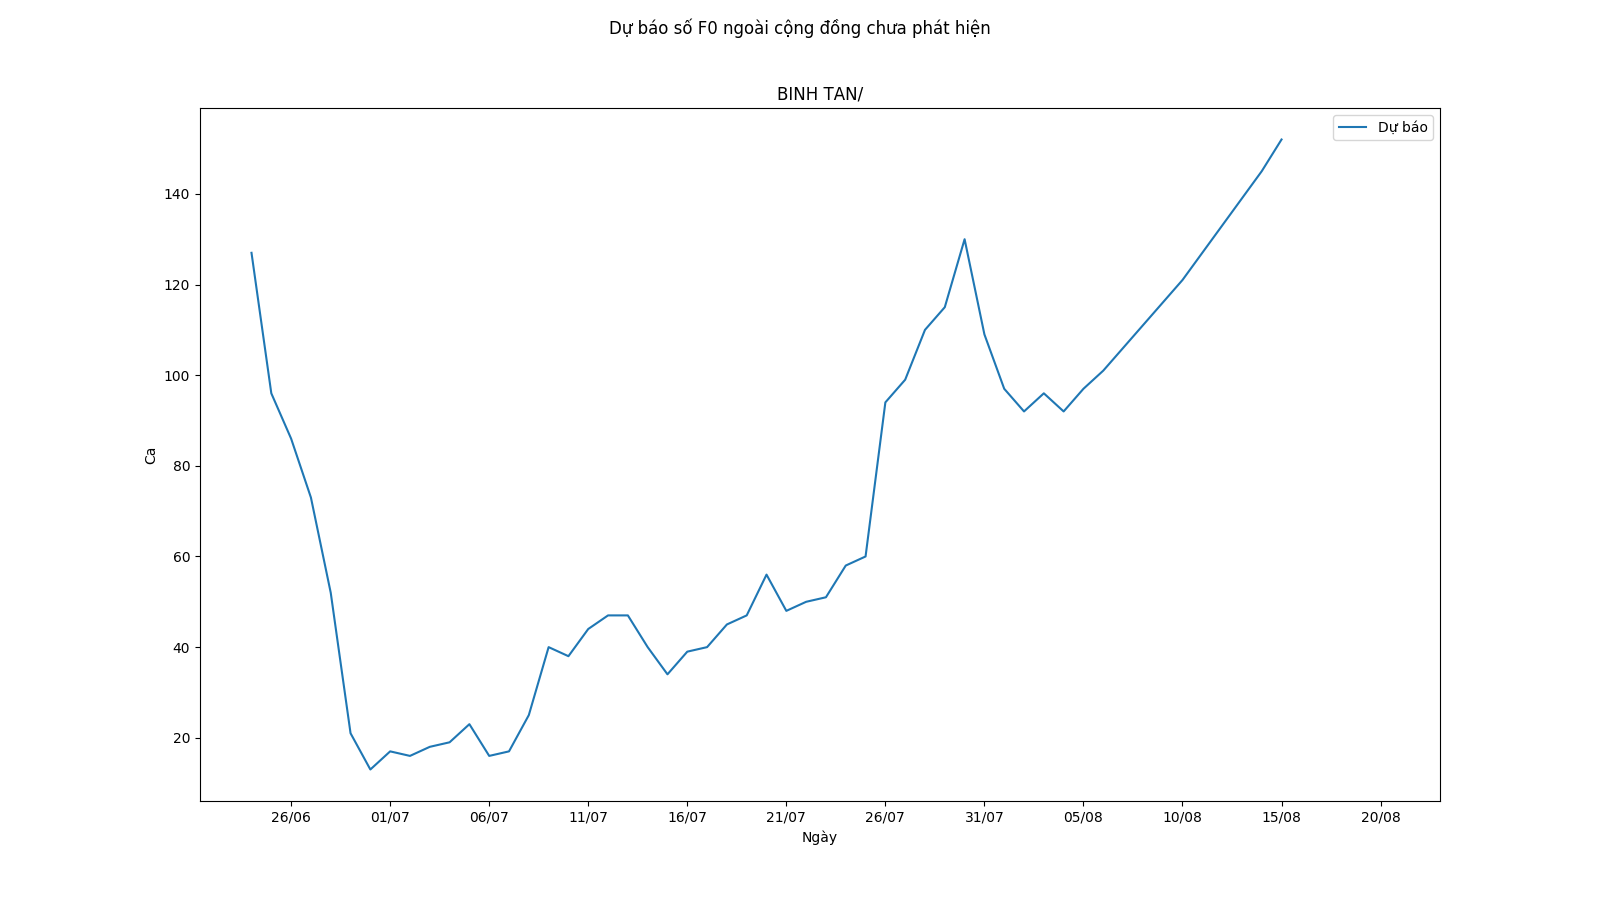 Dự báo số F0 ngoài cộng đồng chưa phát hiện
BINH TAN/
Dự báo
140
120
100
80
60
40
20
Ca
26/06 01/07 06/07 11/07 16/07 21/07 26/07 31/07 05/08 10/08 15/08 20/08
Ngày